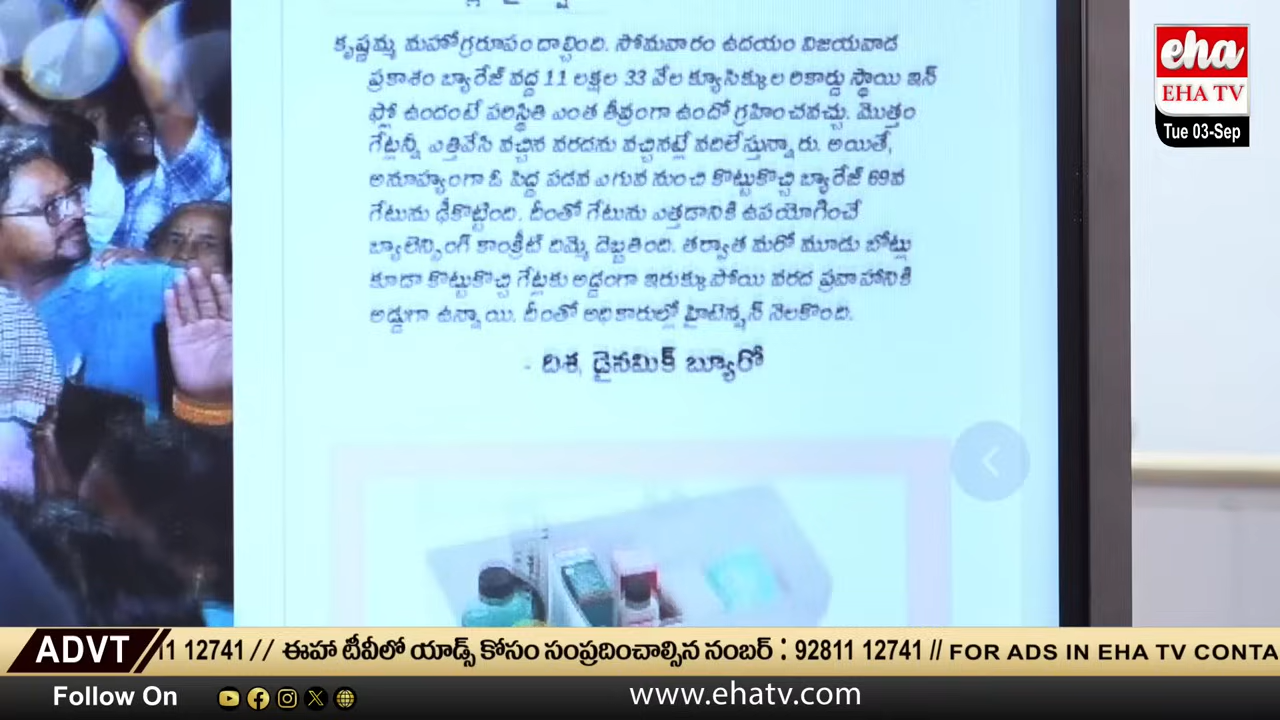 కృష్ణమ్మ మహోగ్రరూపం దాల్చింది. సోమవారం ఉదయం విజయవాడ
ప్రకాశం బ్యారేజ్ వద్ద 11 లక్షల 33 వేల క్యూసెక్కుల రికార్డు స్థాయి ఇన్
ఫ్లో ఉందంటే పరిస్థితి ఎంత తీవ్రంగా ఉందో గ్రహించవచ్చు. మొత్తం
గేట్లన్నీ ఎత్తివేసి వచ్చిన వరదను వచ్చినట్లే వదిలేస్తున్నారు. అయితే,
అనూహ్యంగా ఓ పెద్ద పడవ ఎగువ నుంచి కొట్టుకొచ్చి బ్యారేజ్ 69వ
గేటును ఢీకొట్టింది. దీంతో గేటును ఎత్తడానికి ఉపయోగించే
బ్యాలెన్సింగ్ కాంక్రీట్ దిమ్మె దెబ్బతింది. తర్వాత మరో మూడు బోట్లు
కూడా కొట్టుకొచ్చి గేట్లకు అడ్డంగా ఇరుక్కుపోయి వరద ప్రవాహానికి
అడ్డుగా ఉన్నాయి. దీంతో అధికారుల్లో హైటెన్షన్ నెలకొంది.
- దిశ, డైనమిక్ బ్యూరో
eha
EHA TV
Tue 03-Sep
ADVT 11 12741 // ఈహా టీవీలో యాడ్స్ కోసం సంప్రదించాల్సిన నంబర్ : 92811 12741 // FOR ADS IN EHA TV CONTA
Follow On www.ehatv.com